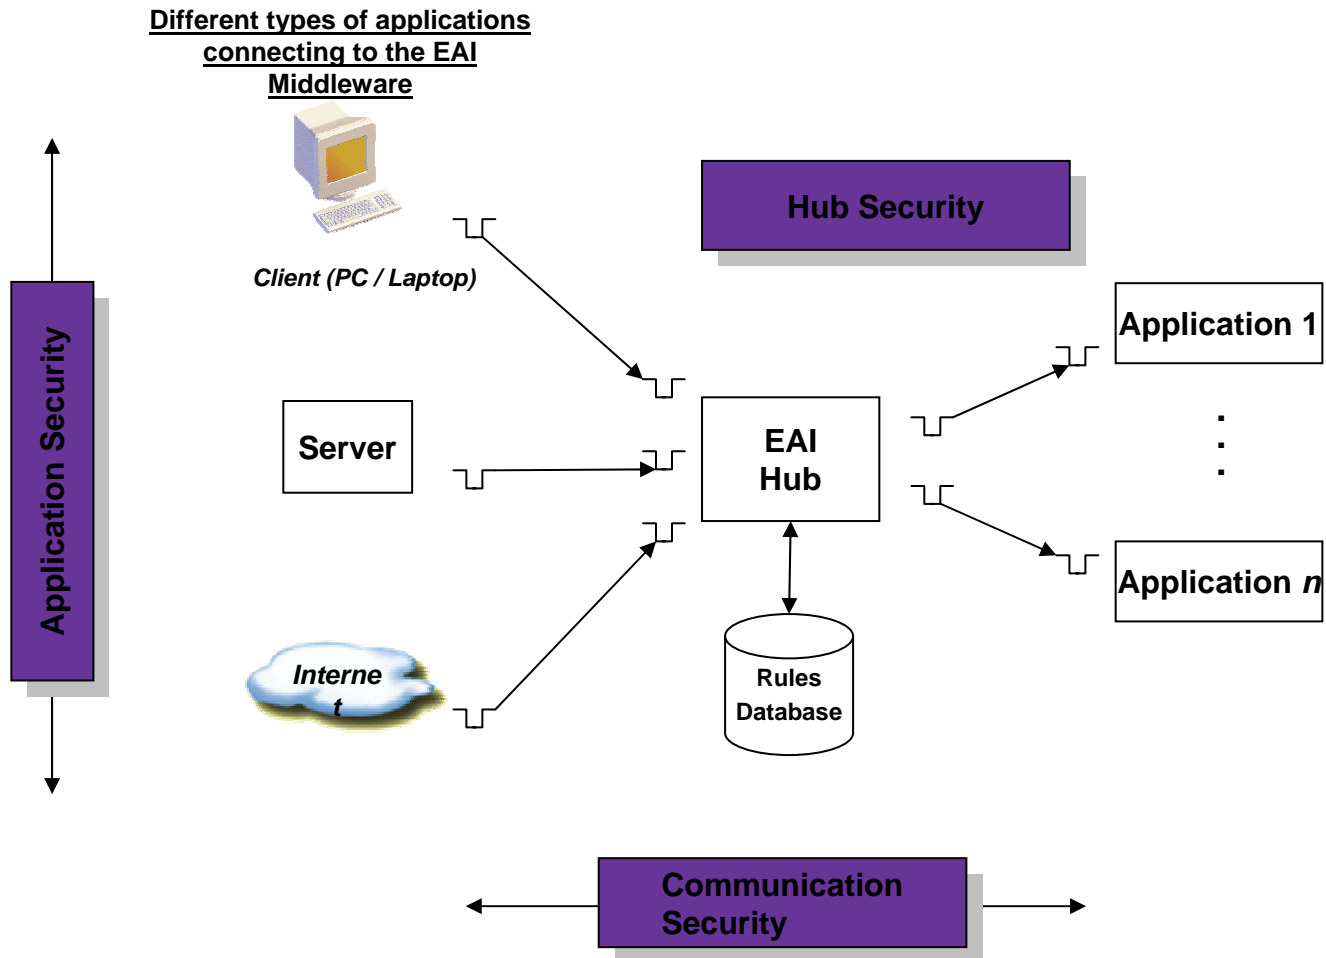 Different types of applications
connecting to the EAI
Middleware
Hub Security
Client (PC / Laptop)
Application Security
Application 1
Server
EAI
Hub
.
.
.
Application n
Interne
t
Rules
Database
Communication
Security